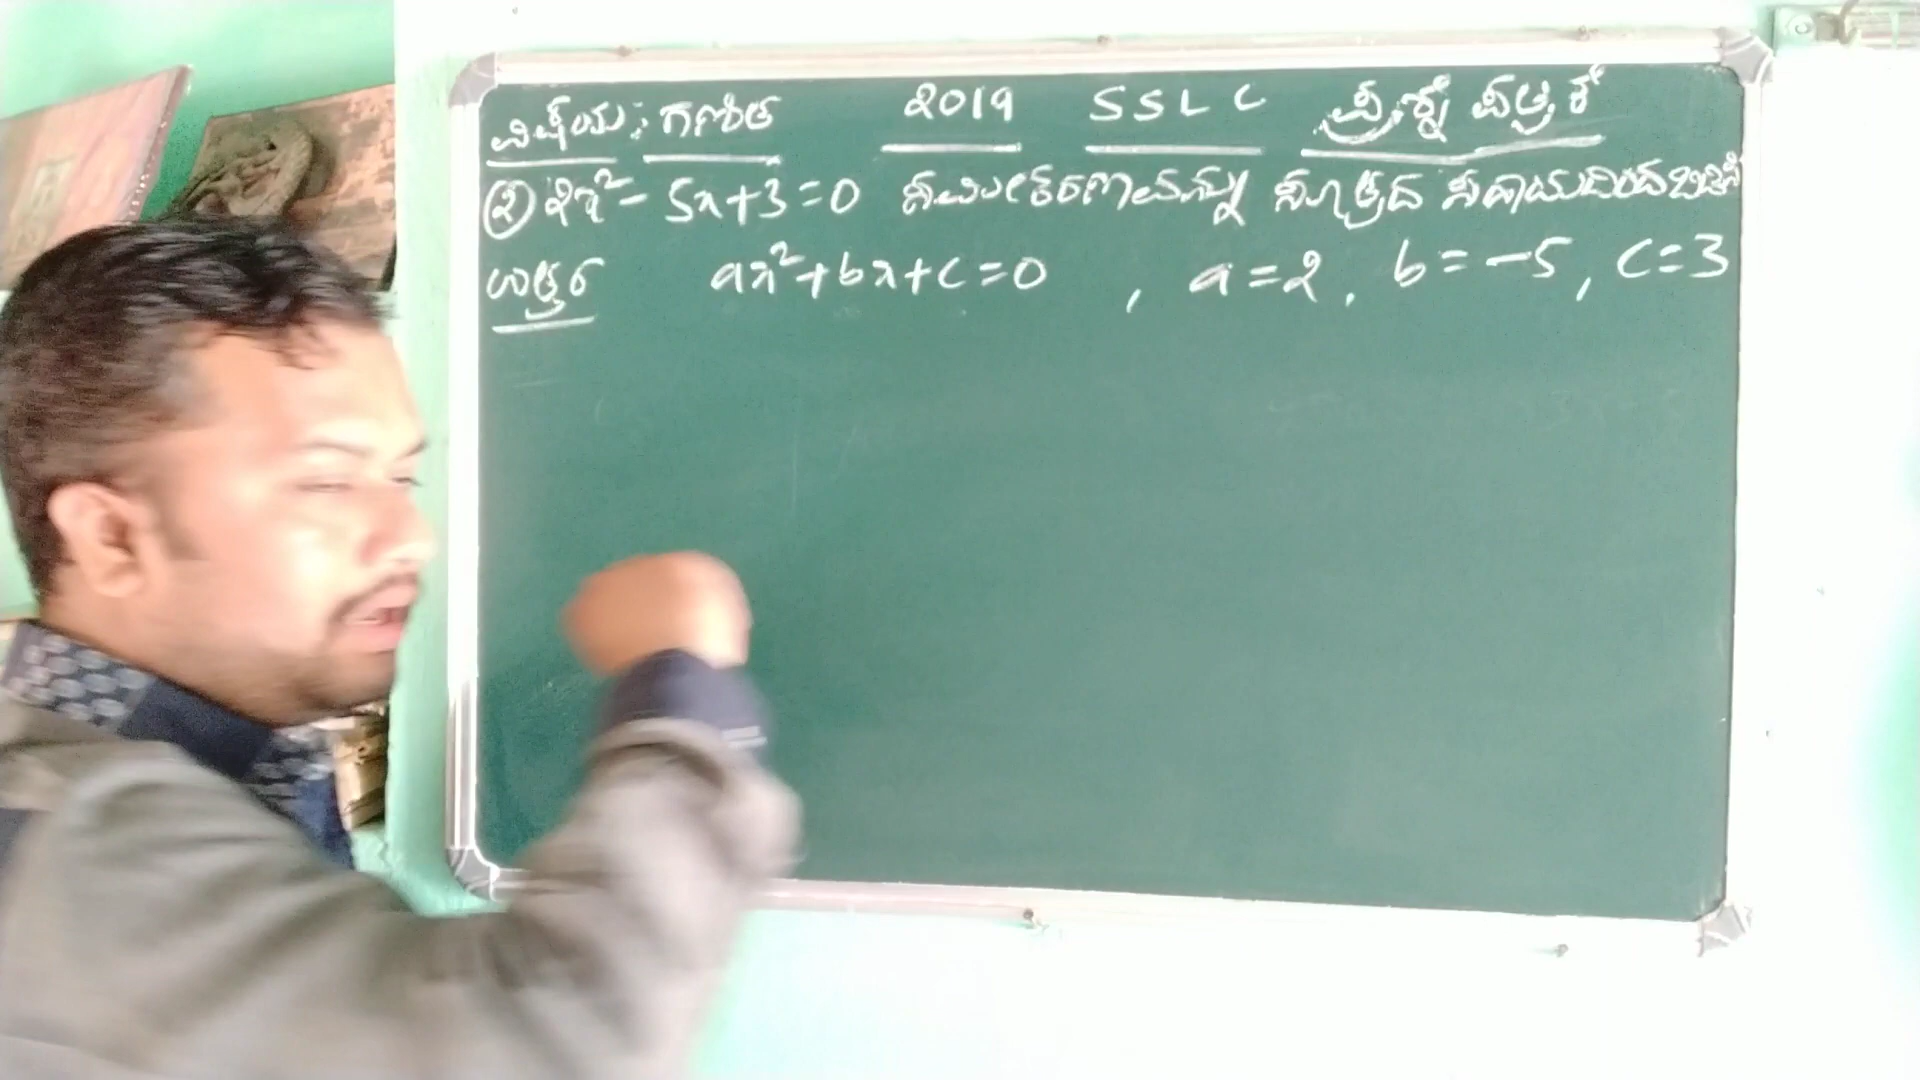 ವಿಷಯ: ಗಣಿತ 2019 SSLC ಪ್ರಶ್ನೆ ಪತ್ರಿಕೆ
② 2x² - 5x + 3 = 0 ಸಮೀಕರಣವನ್ನು ಸೂತ್ರದ ಸಹಾಯದಿಂದ ಬಿಡಿಸಿ
ಉತ್ತರ ax² + bx + c = 0 , a = 2 , b = -5 , c = 3